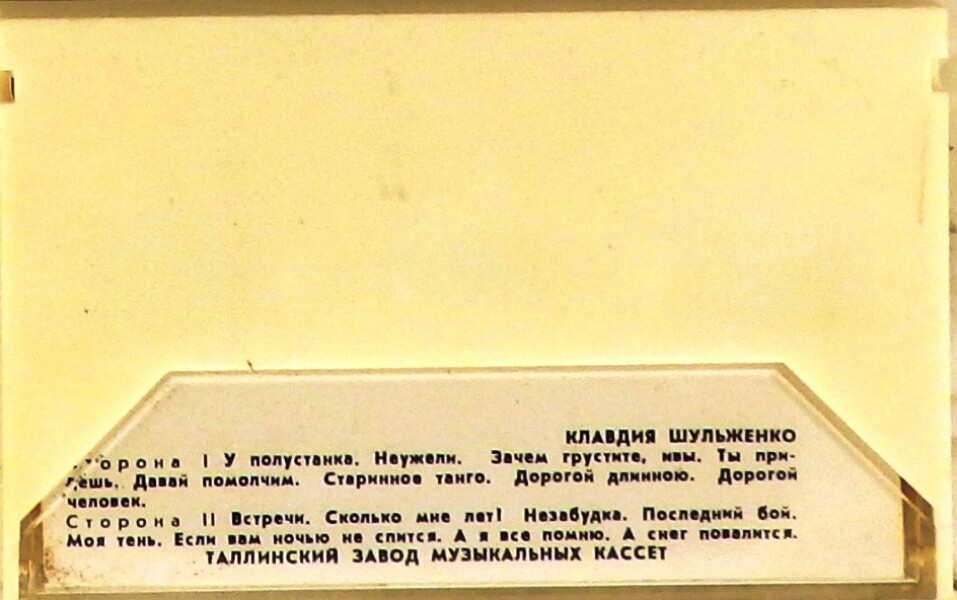 КЛАВДИЯ ШУЛЬЖЕНКО
Сторона I У полустанка. Неужели. Зачем грустите, ивы. Ты при-
дешь. Давай помолчим. Старинное танго. Дорогой длинною. Дорогой
человек.
Сторона II Встречи. Сколько мне лет! Незабудка. Последний бой.
Моя тень. Если вам ночью не спится. А я все помню. А снег повалится.
ТАЛЛИНСКИЙ ЗАВОД МУЗЫКАЛЬНЫХ КАССЕТ